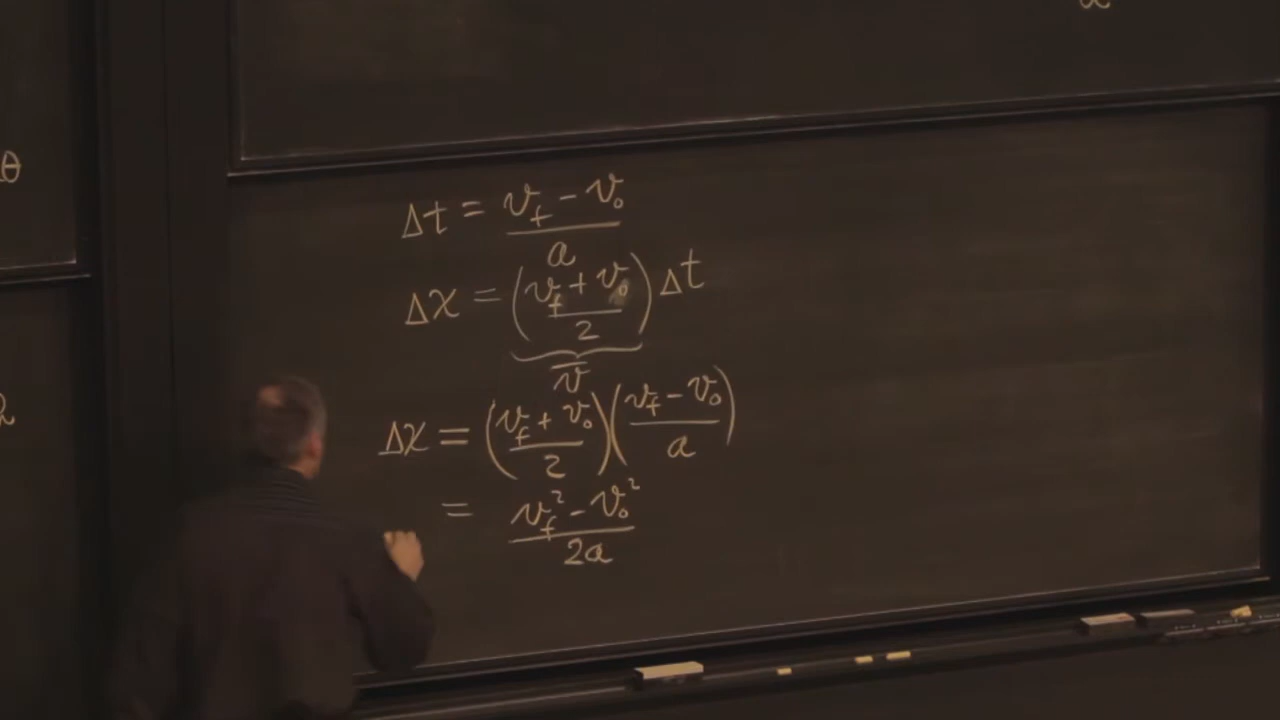 θ
Δt = (v_f - v_0) / a
Δx = ((v_f + v_0) / 2) Δt
v̄
Δx = ((v_f + v_0) / 2)((v_f - v_0) / a)
= (v_f² - v_0²) / 2a